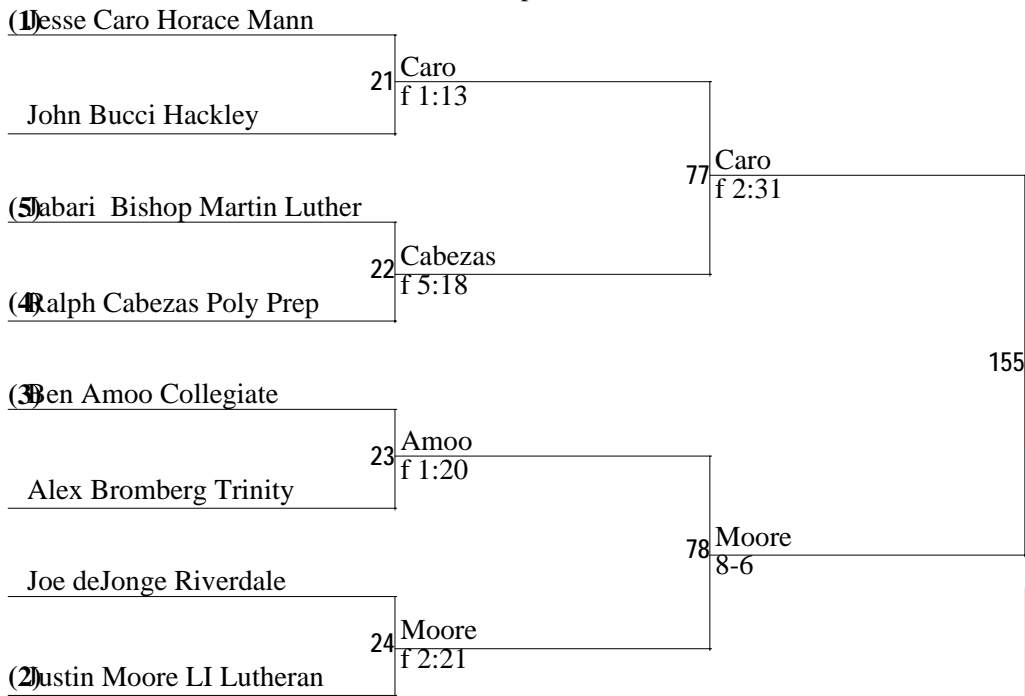 (1) Jesse Caro Horace Mann
21 Caro
f 1:13
John Bucci Hackley
77 Caro
f 2:31
(5) Jabari Bishop Martin Luther
22 Cabezas
f 5:18
(4) Ralph Cabezas Poly Prep
155
(3) Ben Amoo Collegiate
23 Amoo
f 1:20
Alex Bromberg Trinity
78 Moore
8-6
Joe deJonge Riverdale
24 Moore
f 2:21
(2) Justin Moore LI Lutheran